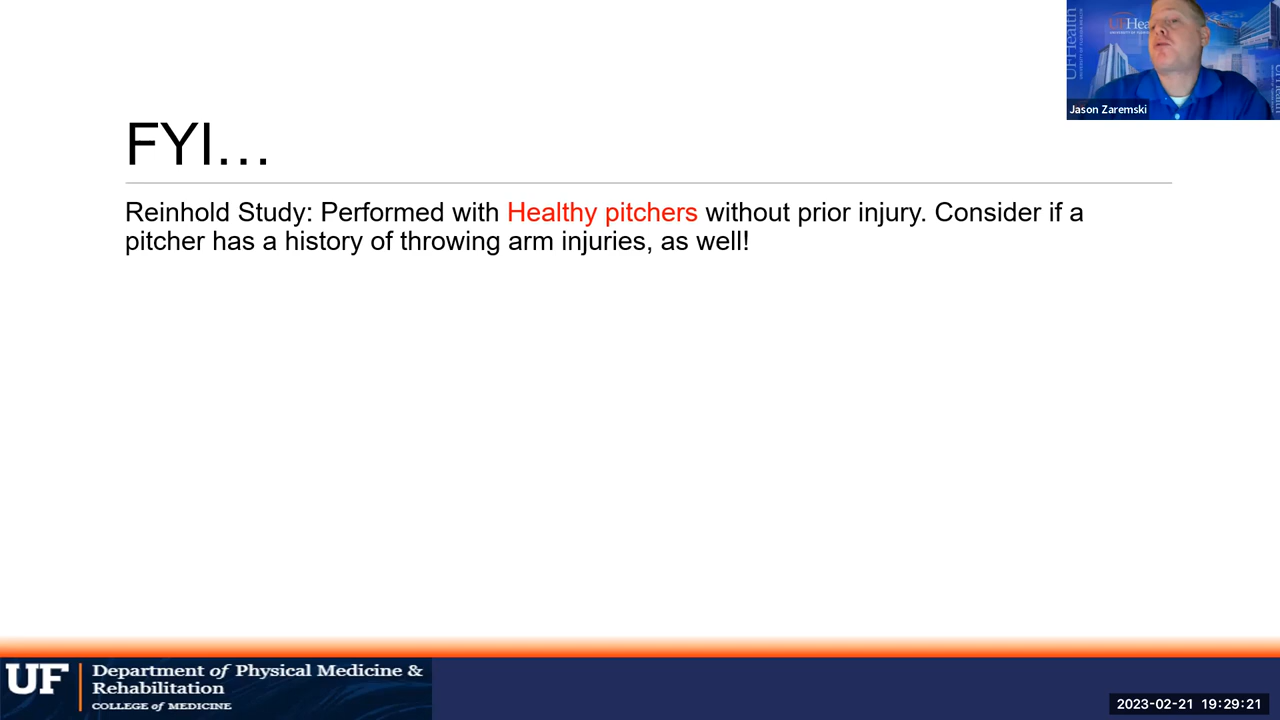 UFHealth
UFHea
Jason Zaremski
FYI…
Reinhold Study: Performed with Healthy pitchers without prior injury. Consider if a
pitcher has a history of throwing arm injuries, as well!
UF
Department of Physical Medicine &
Rehabilitation
COLLEGE of MEDICINE
2023-02-21 19:29:21